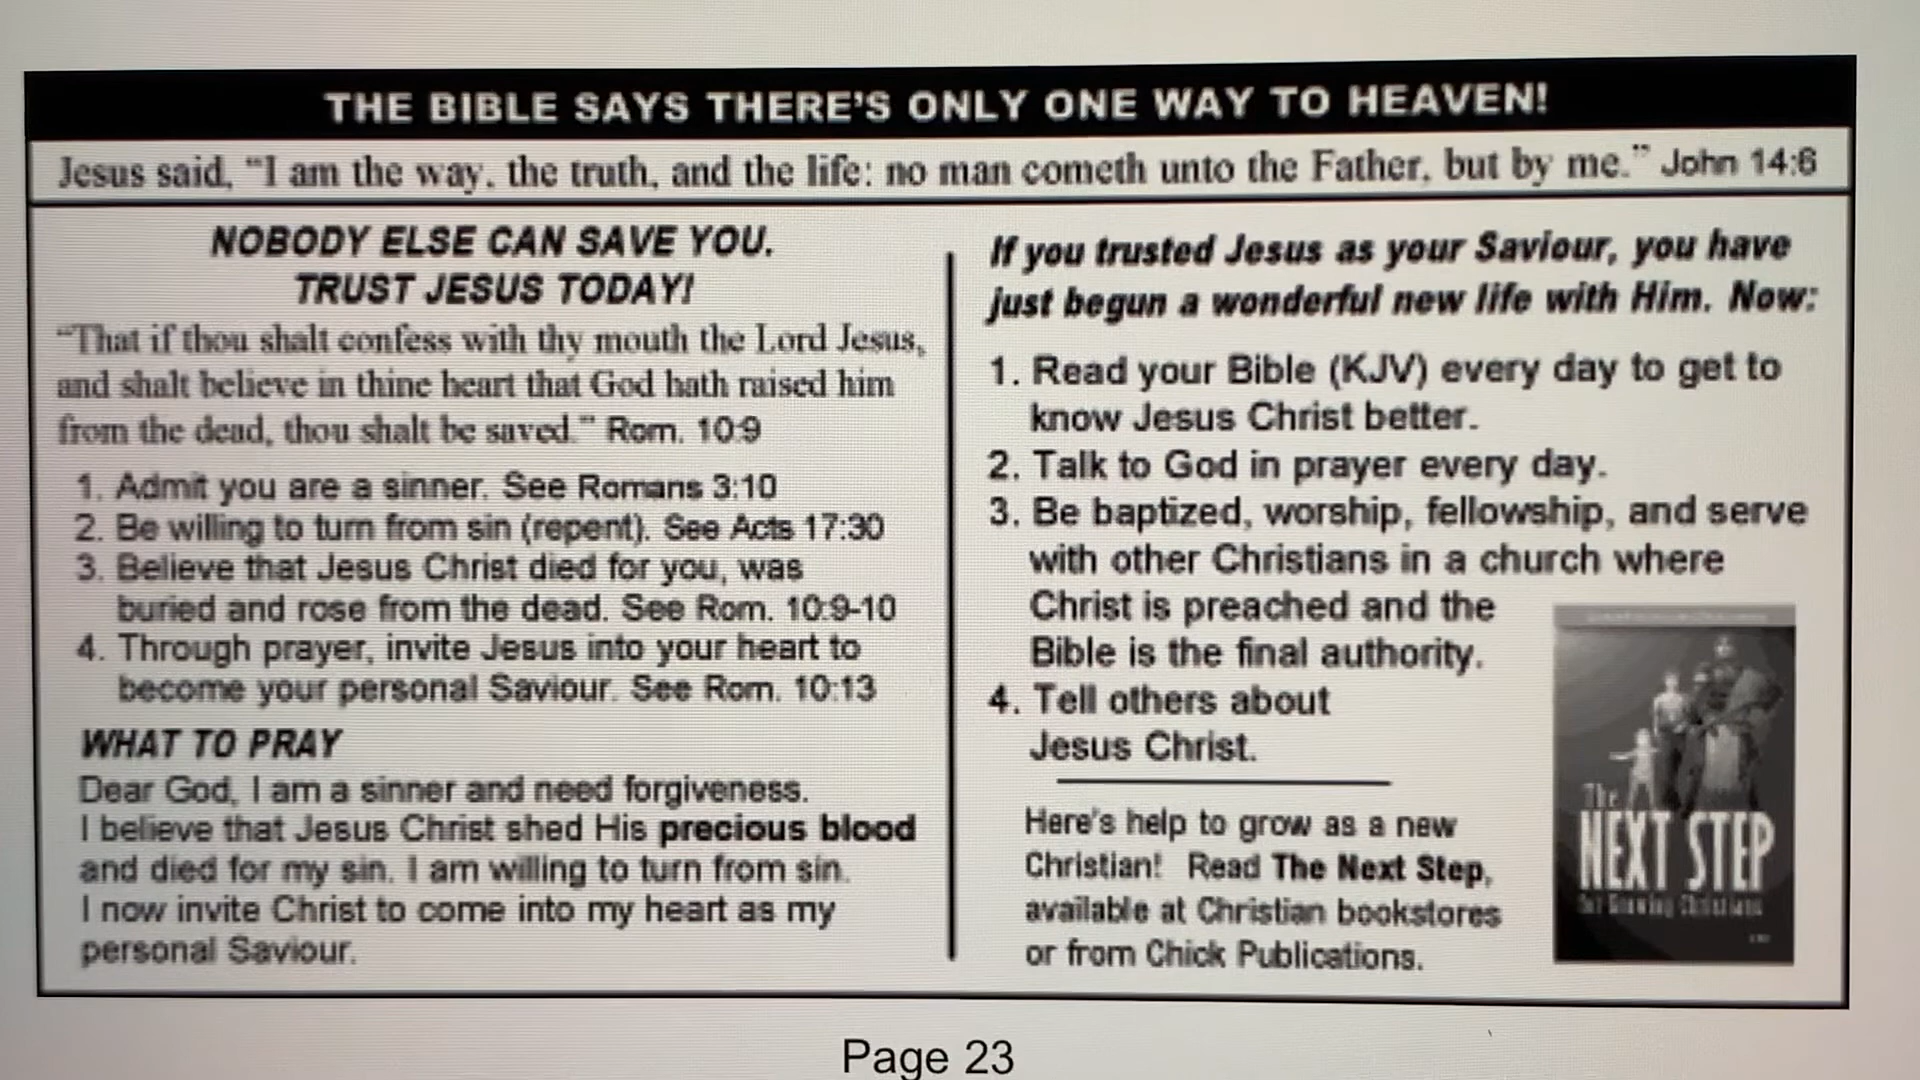 THE BIBLE SAYS THERE'S ONLY ONE WAY TO HEAVEN!
Jesus said, "I am the way, the truth, and the life: no man cometh unto the Father, but by me." John 14:6
NOBODY ELSE CAN SAVE YOU.
TRUST JESUS TODAY!
"That if thou shalt confess with thy mouth the Lord Jesus,
and shalt believe in thine heart that God hath raised him
from the dead, thou shalt be saved." Rom. 10:9
1. Admit you are a sinner. See Romans 3:10
2. Be willing to turn from sin (repent). See Acts 17:30
3. Believe that Jesus Christ died for you, was
buried and rose from the dead. See Rom. 10:9-10
4. Through prayer, invite Jesus into your heart to
become your personal Saviour. See Rom. 10:13
WHAT TO PRAY
Dear God, I am a sinner and need forgiveness.
I believe that Jesus Christ shed His precious blood
and died for my sin. I am willing to turn from sin.
I now invite Christ to come into my heart as my
personal Saviour.
If you trusted Jesus as your Saviour, you have
just begun a wonderful new life with Him. Now:
1. Read your Bible (KJV) every day to get to
know Jesus Christ better.
2. Talk to God in prayer every day.
3. Be baptized, worship, fellowship, and serve
with other Christians in a church where
Christ is preached and the
Bible is the final authority.
4. Tell others about
Jesus Christ.
Here's help to grow as a new
Christian! Read The Next Step,
available at Christian bookstores
or from Chick Publications.
The
NEXT STEP
for Growing Christians
Page 23